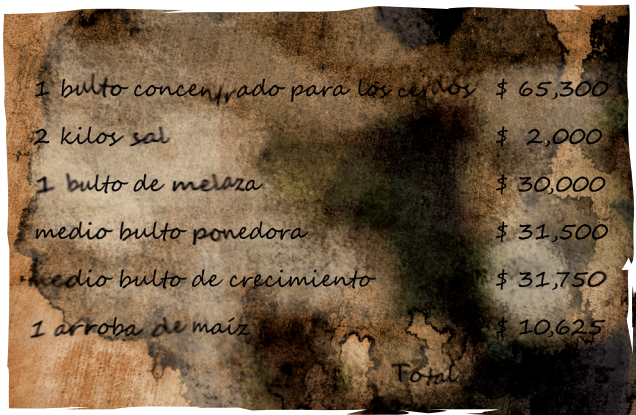 1 bulto concentrado para los cerdos $ 65,300
2 kilos sal $ 2,000
1 bulto de melaza $ 30,000
medio bulto ponedora $ 31,500
medio bulto de crecimiento $ 31,750
1 arroba de maíz $ 10,625
Total